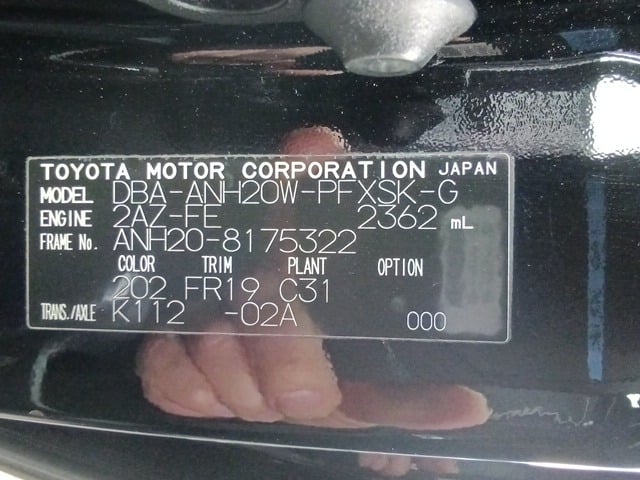 TOYOTA MOTOR CORPORATION JAPAN
MODEL DBA-ANH20W-PFXSK-G
ENGINE 2AZ-FE 2362 mL
FRAME No. ANH20-8175322
COLOR TRIM PLANT OPTION
202 FR19 C31
TRANS./AXLE K112 -02A 000